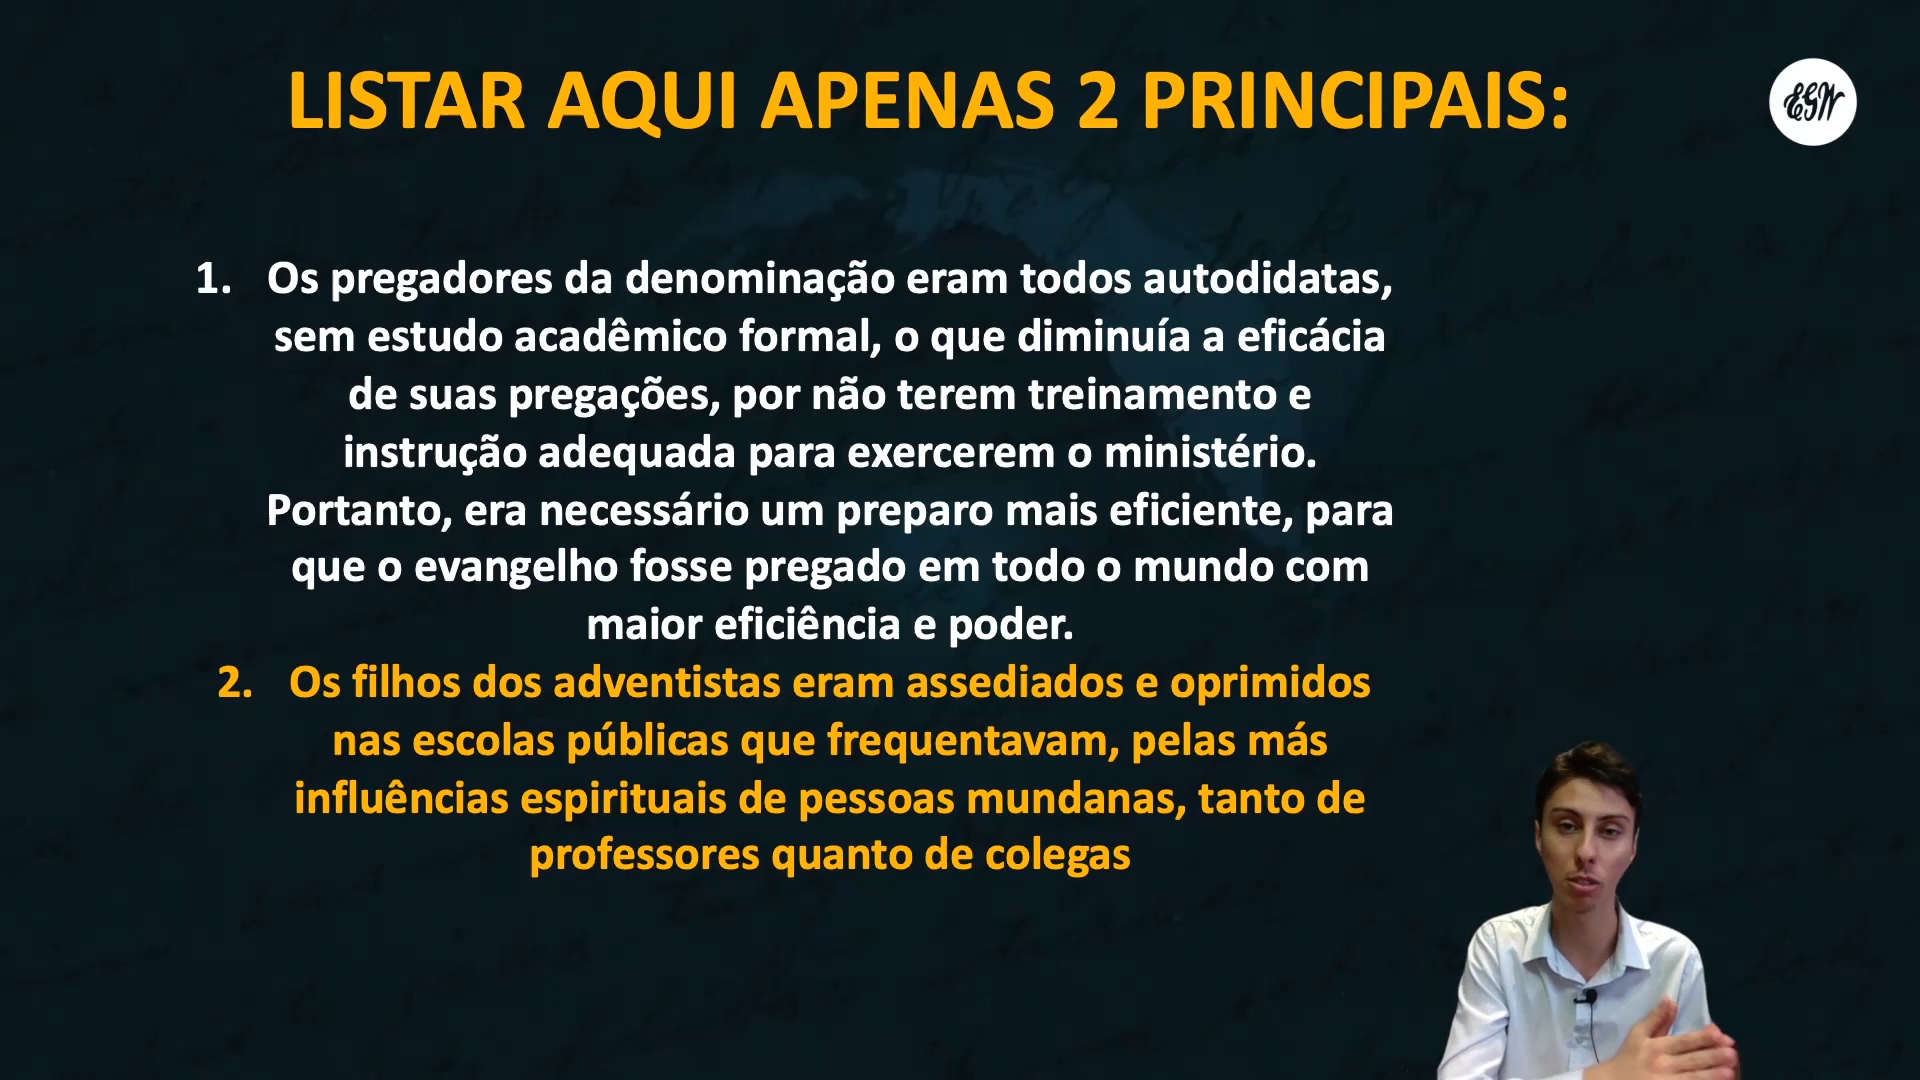 LISTAR AQUI APENAS 2 PRINCIPAIS:
EGW
1. Os pregadores da denominação eram todos autodidatas,
sem estudo acadêmico formal, o que diminuía a eficácia
de suas pregações, por não terem treinamento e
instrução adequada para exercerem o ministério.
Portanto, era necessário um preparo mais eficiente, para
que o evangelho fosse pregado em todo o mundo com
maior eficiência e poder.
2. Os filhos dos adventistas eram assediados e oprimidos
nas escolas públicas que frequentavam, pelas más
influências espirituais de pessoas mundanas, tanto de
professores quanto de colegas